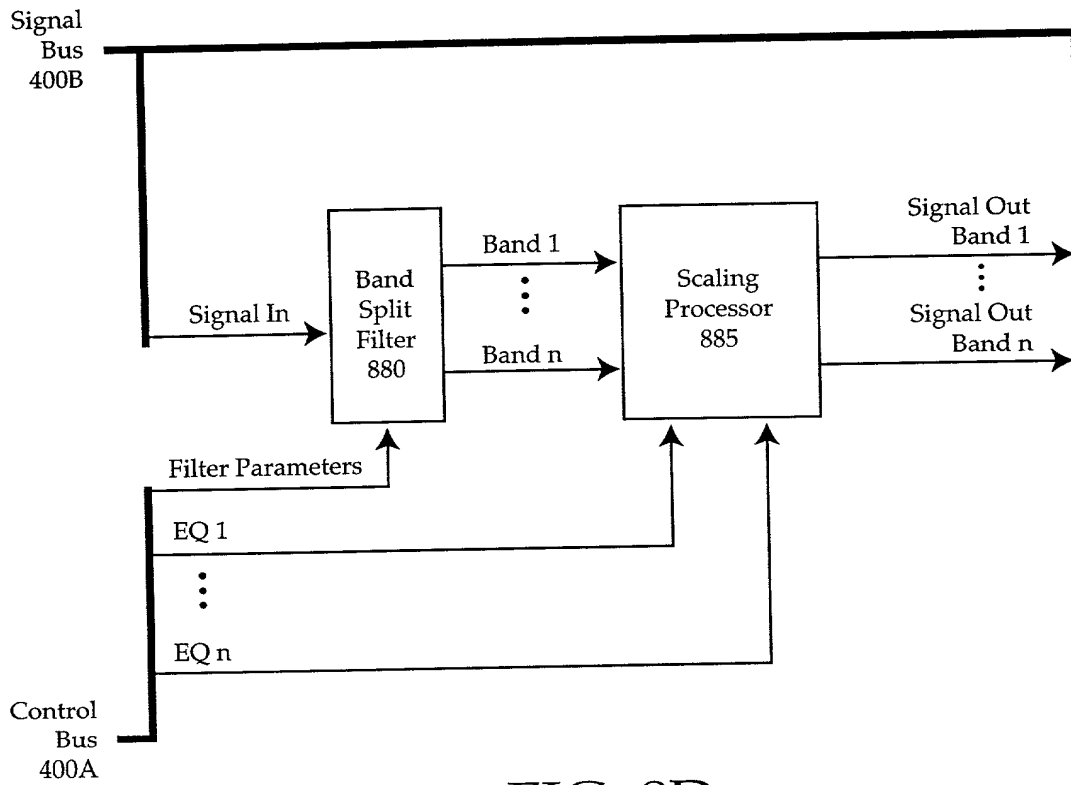 Signal
Bus
400B
Signal In
Band
Split
Filter
880
Band 1
Band n
Scaling
Processor
885
Signal Out
Band 1
Signal Out
Band n
Filter Parameters
EQ 1
EQ n
Control
Bus
400A